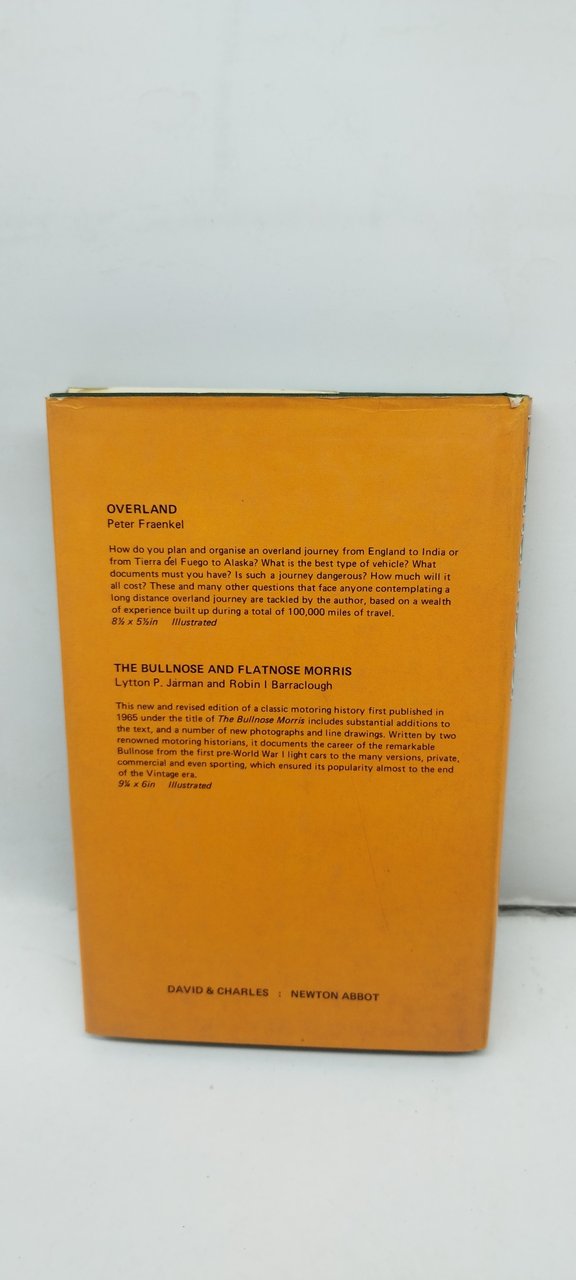 OVERLAND
Peter Fraenkel
How do you plan and organise an overland journey from England to India or
from Tierra del Fuego to Alaska? What is the best type of vehicle? What
documents must you have? Is such a journey dangerous? How much will it
all cost? These and many other questions that face anyone contemplating a
long distance overland journey are tackled by the author, based on a wealth
of experience built up during a total of 100,000 miles of travel.
8½ x 5½in Illustrated
THE BULLNOSE AND FLATNOSE MORRIS
Lytton P. Jarman and Robin I Barraclough
This new and revised edition of a classic motoring history first published in
1965 under the title of The Bullnose Morris includes substantial additions to
the text, and a number of new photographs and line drawings. Written by two
renowned motoring historians, it documents the career of the remarkable
Bullnose from the first pre-World War I light cars to the many versions, private,
commercial and even sporting, which ensured its popularity almost to the end
of the Vintage era.
9¼ x 6in Illustrated
DAVID & CHARLES : NEWTON ABBOT